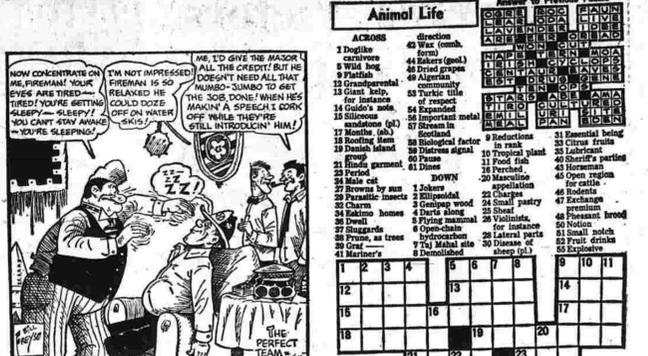 NOW CONCENTRATE ON
ME, FIREMAN! YOUR
EYES ARE TIRED—
TIRED! YOU'RE GETTING
SLEEPY— SLEEPY!
YOU CAN'T STAY AWAKE
—YOU'RE SLEEPING!
I'M NOT IMPRESSED!
FIREMAN IS SO
RELAXED HE
COULD DOZE
OFF ON WATER
SKIS!
ME, I'D GIVE THE MAJOR
ALL THE CREDIT! BUT HE
DOESN'T NEED ALL THAT
MUMBO-JUMBO TO GET
THE JOB DONE! WHEN HE'S
MAKIN' A SPEECH I CORK
OFF WHILE THEY'RE
STILL INTRODUCIN' HIM!
ZZ!
ZZ!
THE
PERFECT
TEAM=
Animal Life
Answer to Previous
ACROSS
1 Doglike
carnivore
5 Wild hog
9 Flatfish
12 Grandparental
13 Giant kelp,
for instance
14 Guido's note
15 Siliceous
sandstone (pl.)
17 Months (ab.)
18 Roofing item
19 Danish island
group
21 Hindu garment
23 Period
24 Male cat
27 Browns by sun
29 Parasitic insects
32 Charm
34 Eskimo homes
36 Dwell
37 Sluggards
38 Prune, as trees
39 Graf
41 Mariner's
direction
42 Wax (comb.
form)
44 Eskers (geol.)
46 Dried grapes
49 Algerian
community
53 Turkic title
of respect
54 Expanded
56 Important metal
57 Stream in
Scotland
58 Biological factor
59 Distress signal
60 Pause
61 Dines
DOWN
1 Jokers
2 Ellipsoidal
3 Genipap wood
4 Darts along
5 Flying mammal
6 Open-chain
hydrocarbon
7 Taj Mahal site
8 Demolished
9 Reductions
in rank
10 Tropical plant
11 Food fish
16 Perched
20 Masculine
appellation
22 Charges
24 Small pastry
25 Sheaf
26 Violinists,
for instance
28 Lateral parts
30 Disease of
sheep (pl.)
31 Essential being
33 Citrus fruits
35 Lubricant
40 Sheriff's parties
43 Horseman
45 Open region
for cattle
46 Rodents
47 Exchange
premium
48 Pheasant brood
50 Notion
51 Small notch
52 Fruit drinks
55 Explosive
1 2 3 4 5 6 7 8 9 10 11
12 13 14
15 16 17
18 19 20
21 22 23